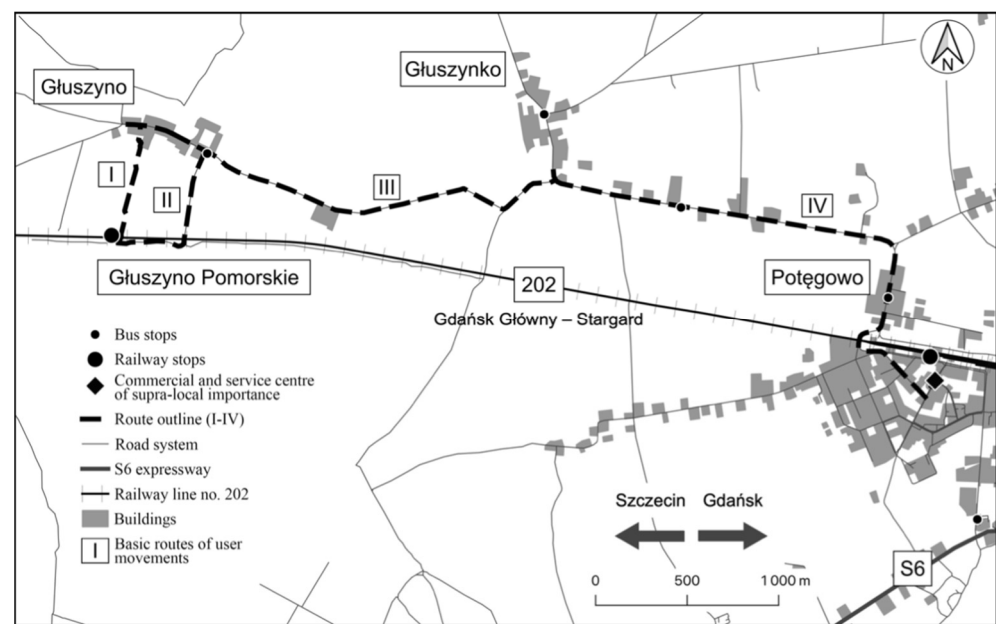 Głuszynko
N
Głuszyno
I
II
III
IV
Głuszyno Pomorskie
202
Potęgowo
Gdańsk Główny – Stargard
Bus stops
Railway stops
Commercial and service centre
of supra-local importance
Route outline (I-IV)
Road system
S6 expressway
Railway line no. 202
Buildings
I
Basic routes of user
movements
Szczecin
Gdańsk
0
500
1 000 m
S6